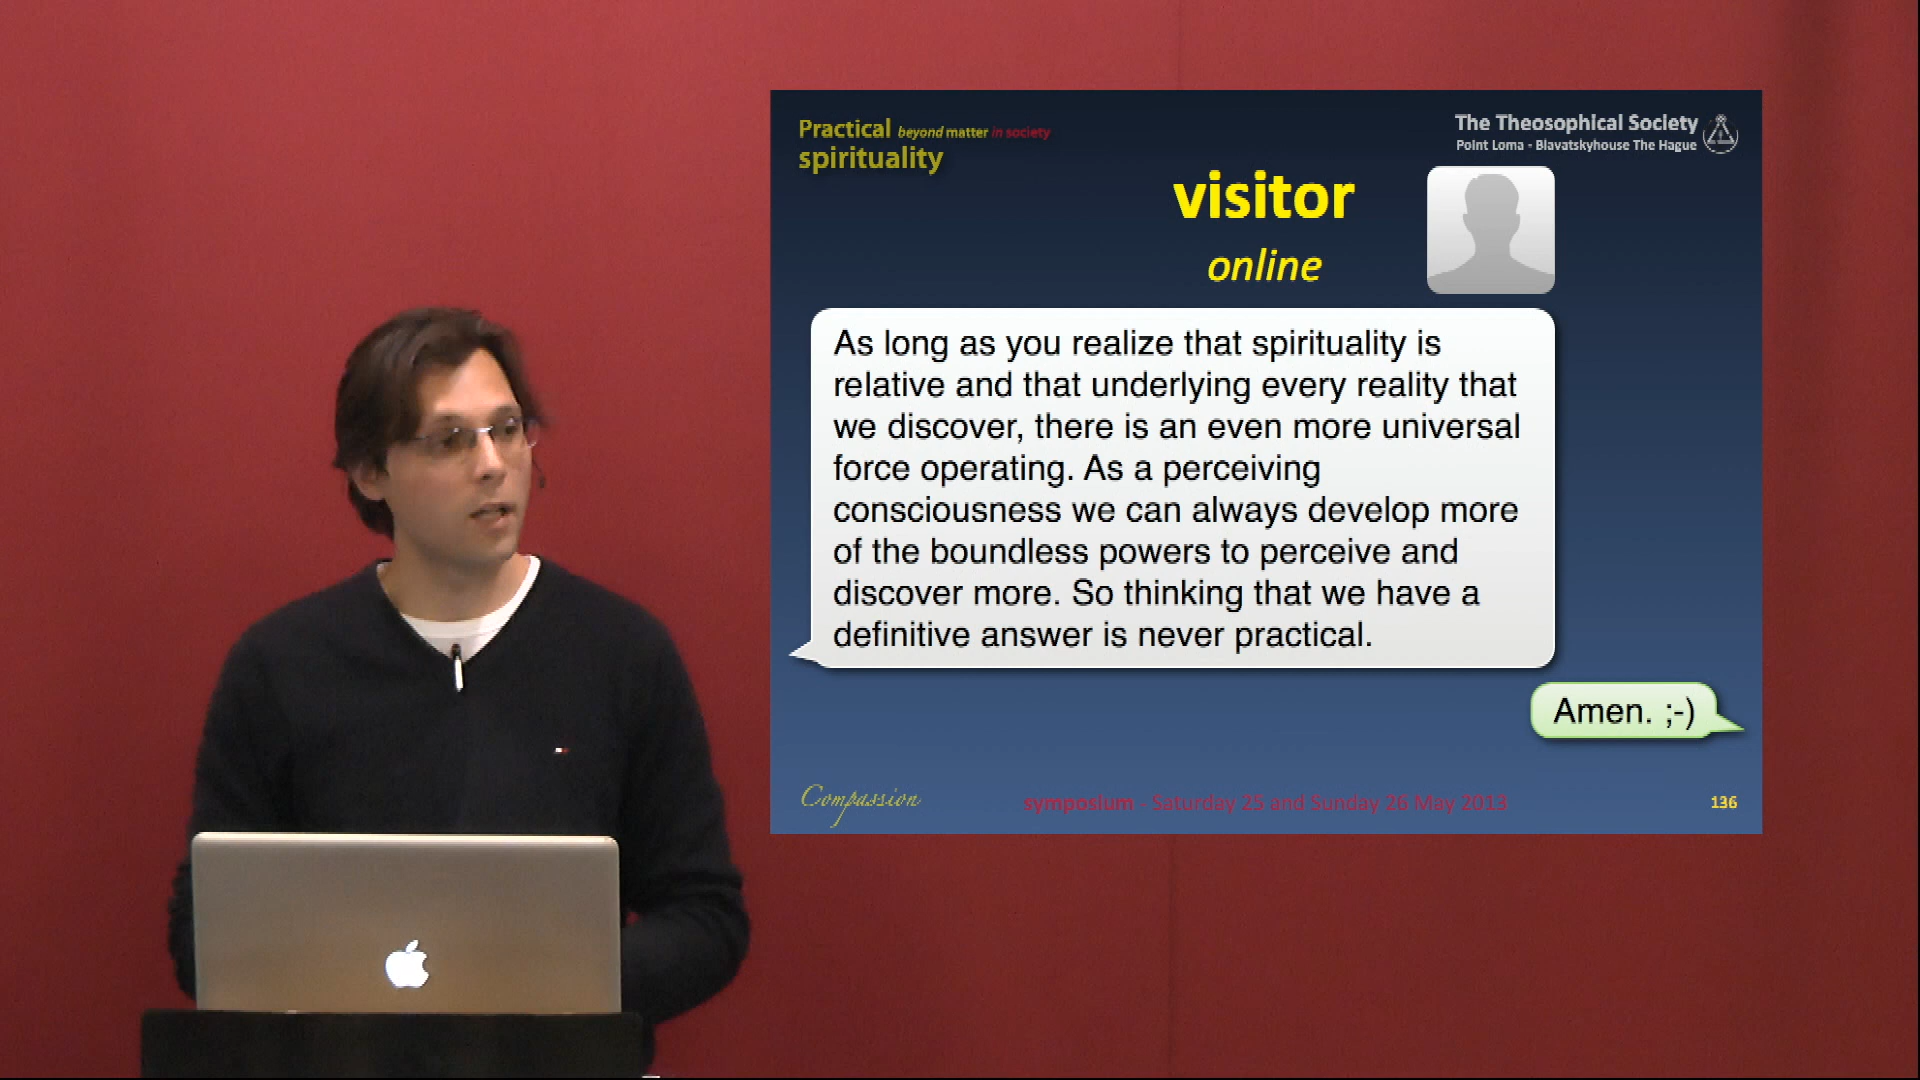 Practical beyond matter in society
spirituality
The Theosophical Society
Point Loma - Blavatskyhouse The Hague
visitor
online
As long as you realize that spirituality is
relative and that underlying every reality that
we discover, there is an even more universal
force operating. As a perceiving
consciousness we can always develop more
of the boundless powers to perceive and
discover more. So thinking that we have a
definitive answer is never practical.
Amen. ;-)
Compassion
symposium - Saturday 25 and Sunday 26 May 2013
136